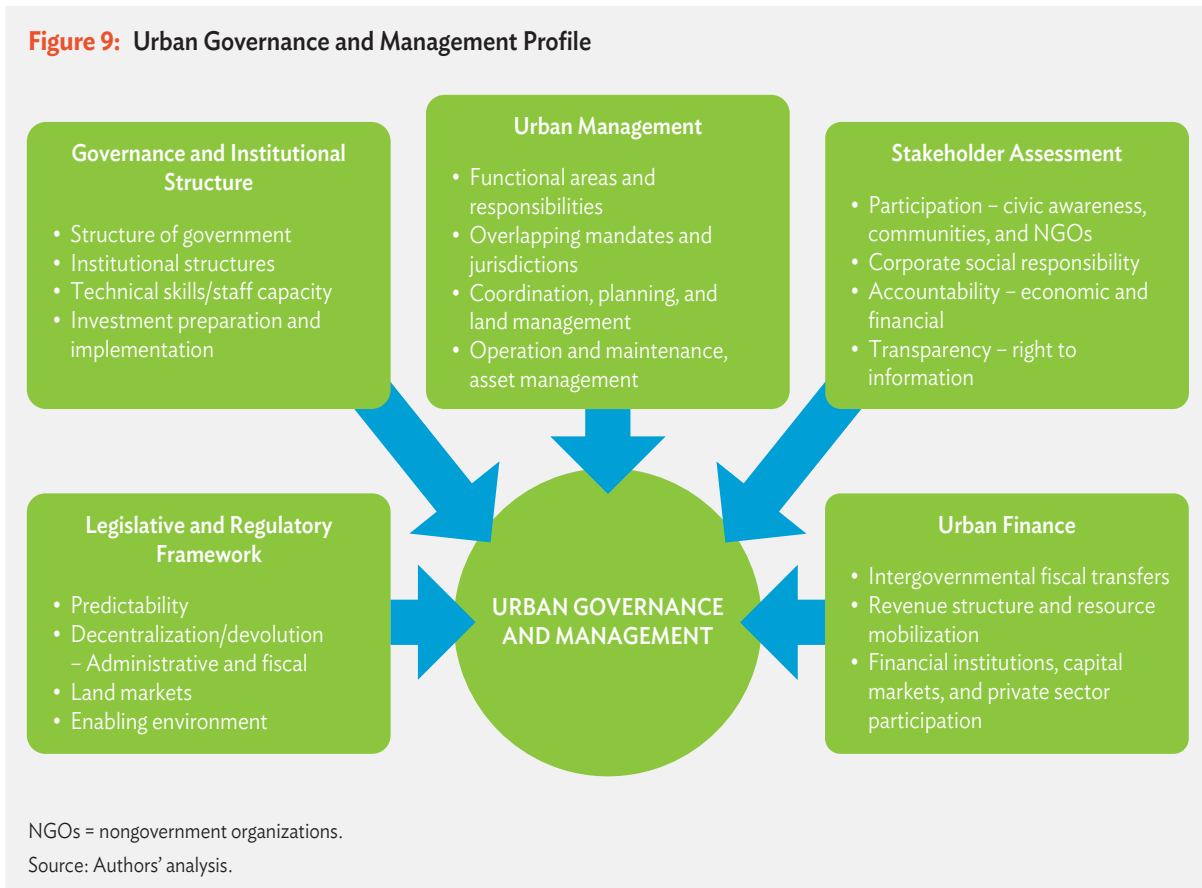 Figure 9: Urban Governance and Management Profile
Governance and Institutional
Structure
• Structure of government
• Institutional structures
• Technical skills/staff capacity
• Investment preparation and
implementation
Urban Management
• Functional areas and
responsibilities
• Overlapping mandates and
jurisdictions
• Coordination, planning, and
land management
• Operation and maintenance,
asset management
Stakeholder Assessment
• Participation – civic awareness,
communities, and NGOs
• Corporate social responsibility
• Accountability – economic and
financial
• Transparency – right to
information
Legislative and Regulatory
Framework
• Predictability
• Decentralization/devolution
– Administrative and fiscal
• Land markets
• Enabling environment
URBAN GOVERNANCE
AND MANAGEMENT
Urban Finance
• Intergovernmental fiscal transfers
• Revenue structure and resource
mobilization
• Financial institutions, capital
markets, and private sector
participation
NGOs = nongovernment organizations.
Source: Authors’ analysis.